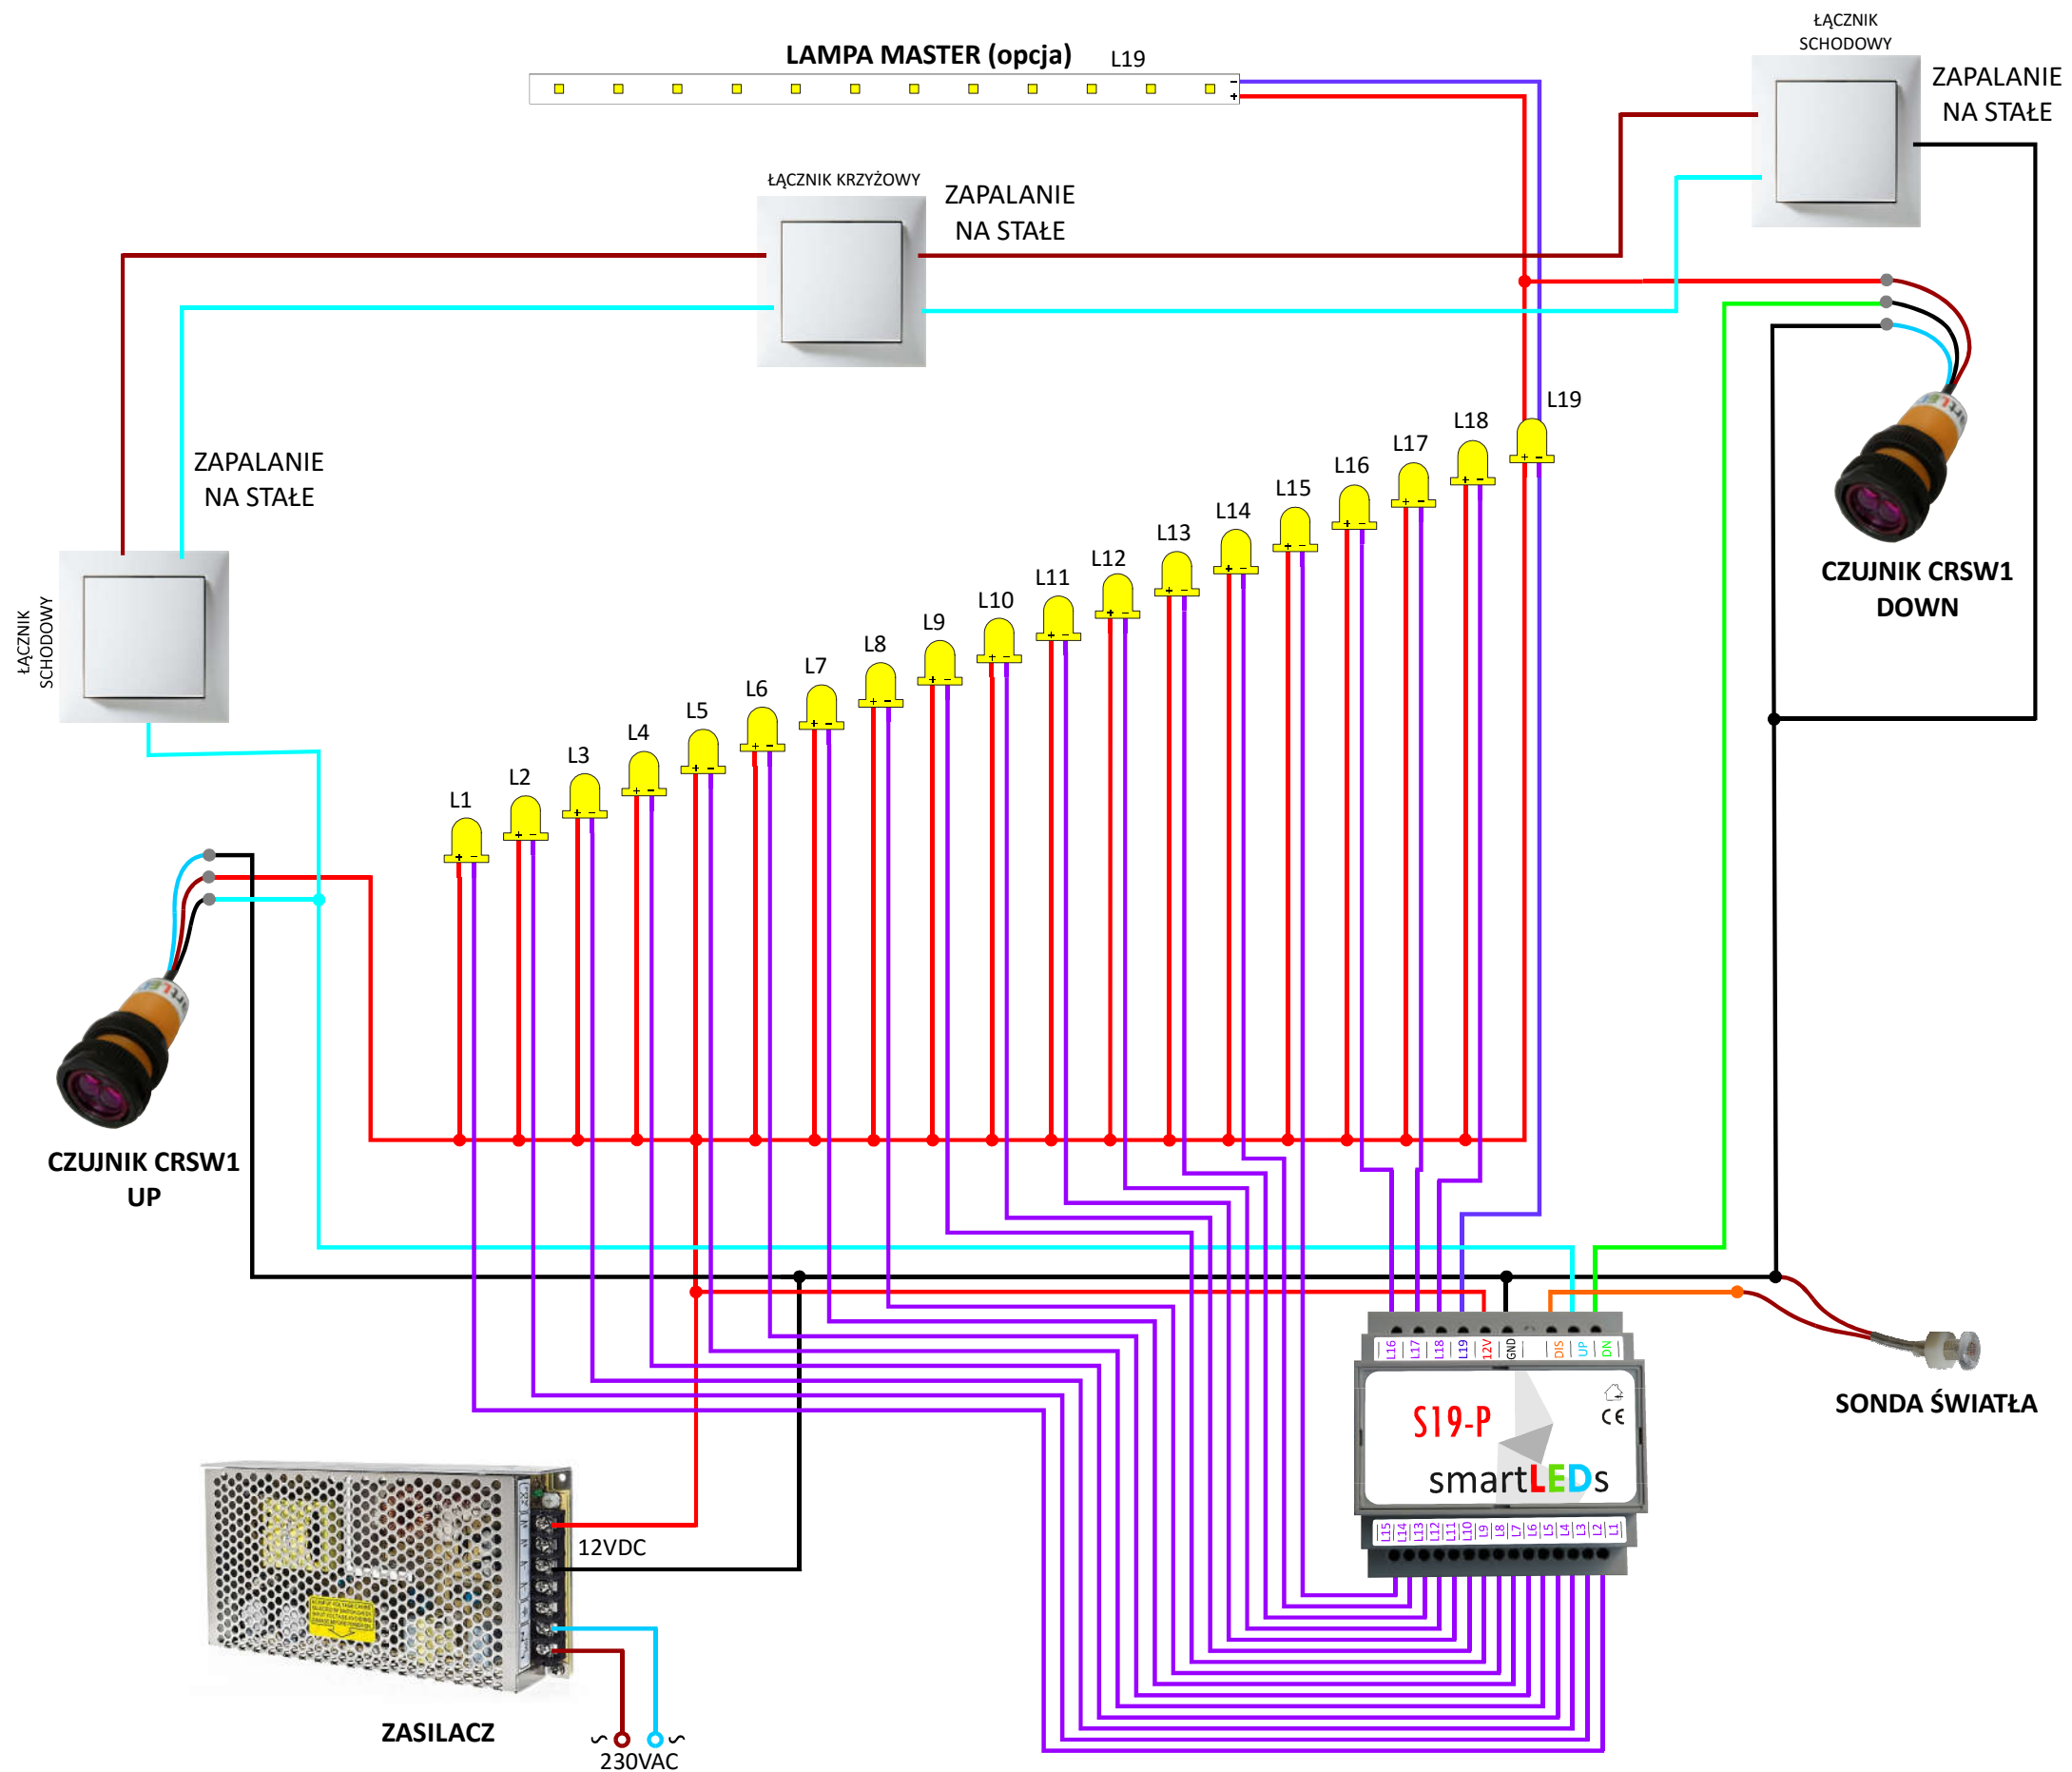 ŁĄCZNIK
SCHODOWY
LAMPA MASTER (opcja) L19
ZAPALANIE
NA STAŁE
ŁĄCZNIK KRZYŻOWY
ZAPALANIE
NA STAŁE
L19
L18
L17
L16
L15
L14
L13
L12
L11
L10
L9
L8
L7
L6
L5
L4
L3
L2
L1
ZAPALANIE
NA STAŁE
ŁĄCZNIK
SCHODOWY
CZUJNIK CRSW1
DOWN
CZUJNIK CRSW1
UP
L16 L17 L18 L19 12V GND DIS UP DN
S19-P
CE
smartLEDs
L15 L14 L13 L12 L11 L10 L9 L8 L7 L6 L5 L4 L3 L2 L1
SONDA ŚWIATŁA
12VDC
ZASILACZ
~ ~
230VAC